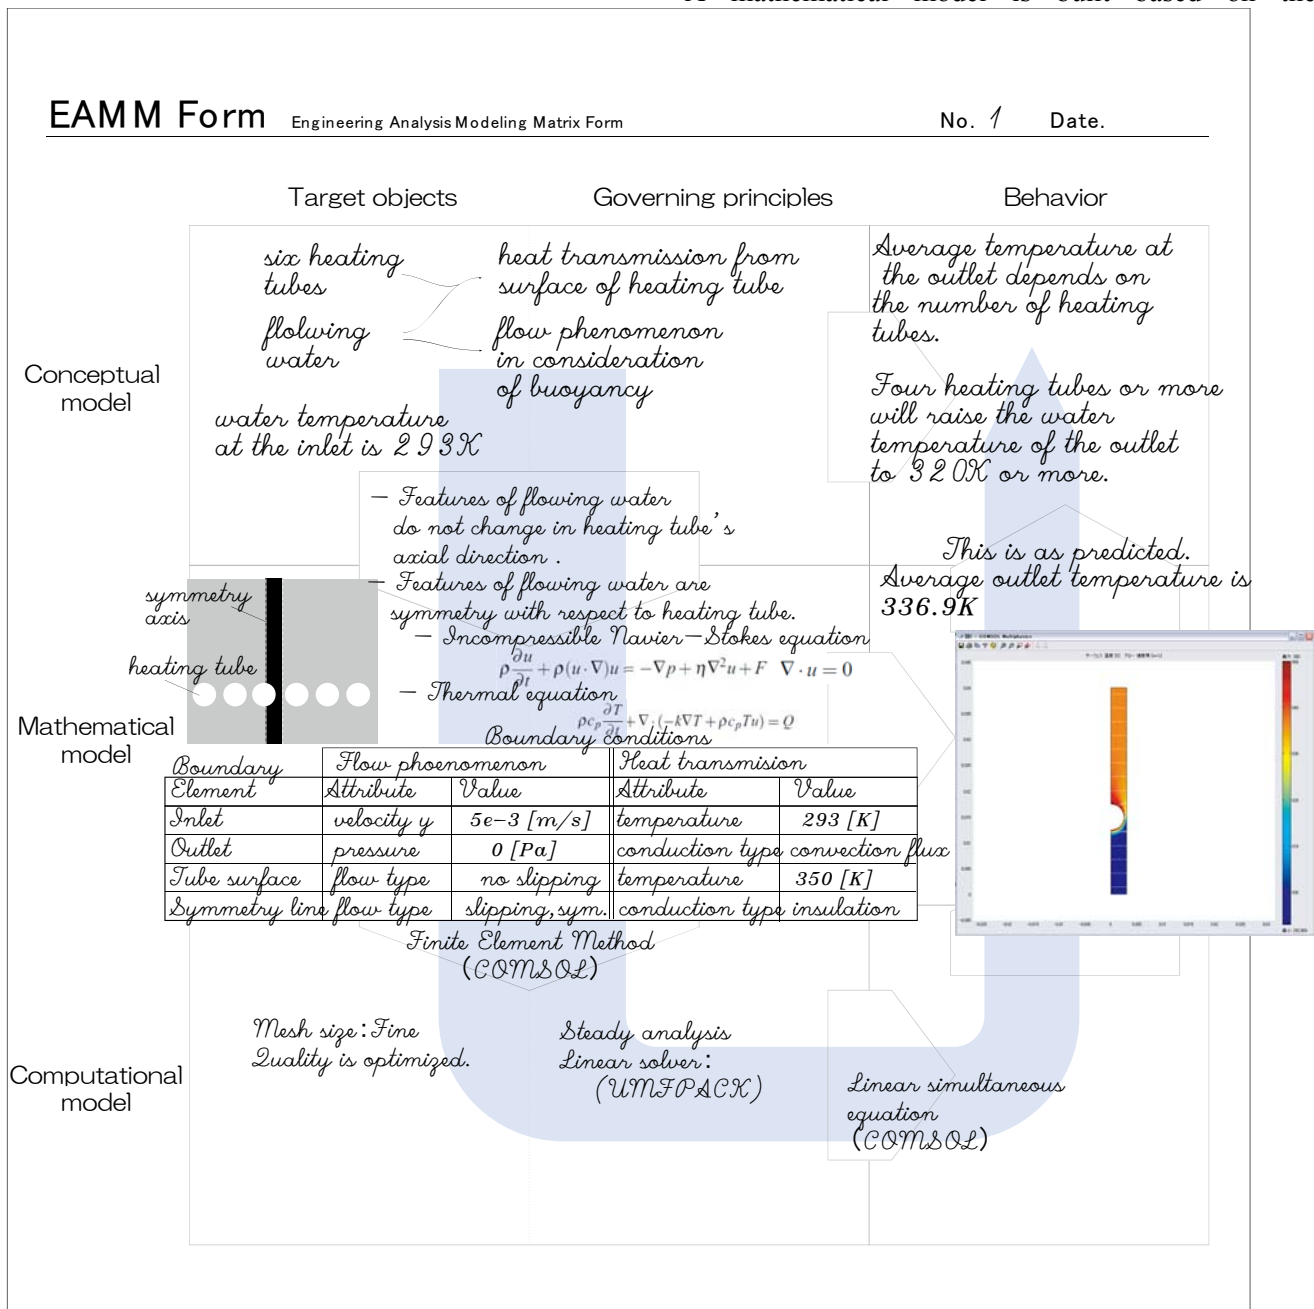 EAMM Form Engineering Analysis Modeling Matrix Form No. 1 Date.
Target objects Governing principles Behavior
Conceptual
model
six heating
tubes
flolwing
water
water temperature
at the inlet is 293K
heat transmission from
surface of heating tube
flow phenomenon
in consideration
of buoyancy
Average temperature at
the outlet depends on
the number of heating
tubes.
Four heating tubes or more
will raise the water
temperature of the outlet
to 320K or more.
— Features of flowing water
do not change in heating tube's
axial direction .
— Features of flowing water are
symmetry with respect to heating tube.
This is as predicted.
Average outlet temperature is
336.9K
Mathematical
model
symmetry
axis
heating tube
— Incompressible Navier—Stokes equation
ρ ∂u/∂t + ρ(u·∇)u = −∇p + η∇²u + F ∇·u = 0
— Thermal equation
ρcₚ ∂T/∂t + ∇·(−k∇T + ρcₚTu) = Q
Boundary conditions
Boundary Flow phoenomenon Heat transmision
Element Attribute Value Attribute Value
Inlet velocity y 5e−3 [m/s] temperature 293 [K]
Outlet pressure 0 [Pa] conduction type convection flux
Tube surface flow type no slipping temperature 350 [K]
Symmetry line flow type slipping, sym. conduction type insulation
Finite Element Method
(COMSOL)
Computational
model
Mesh size: Fine
Quality is optimized.
Steady analysis
Linear solver:
(UMFPACK)
Linear simultaneous
equation
(COMSOL)